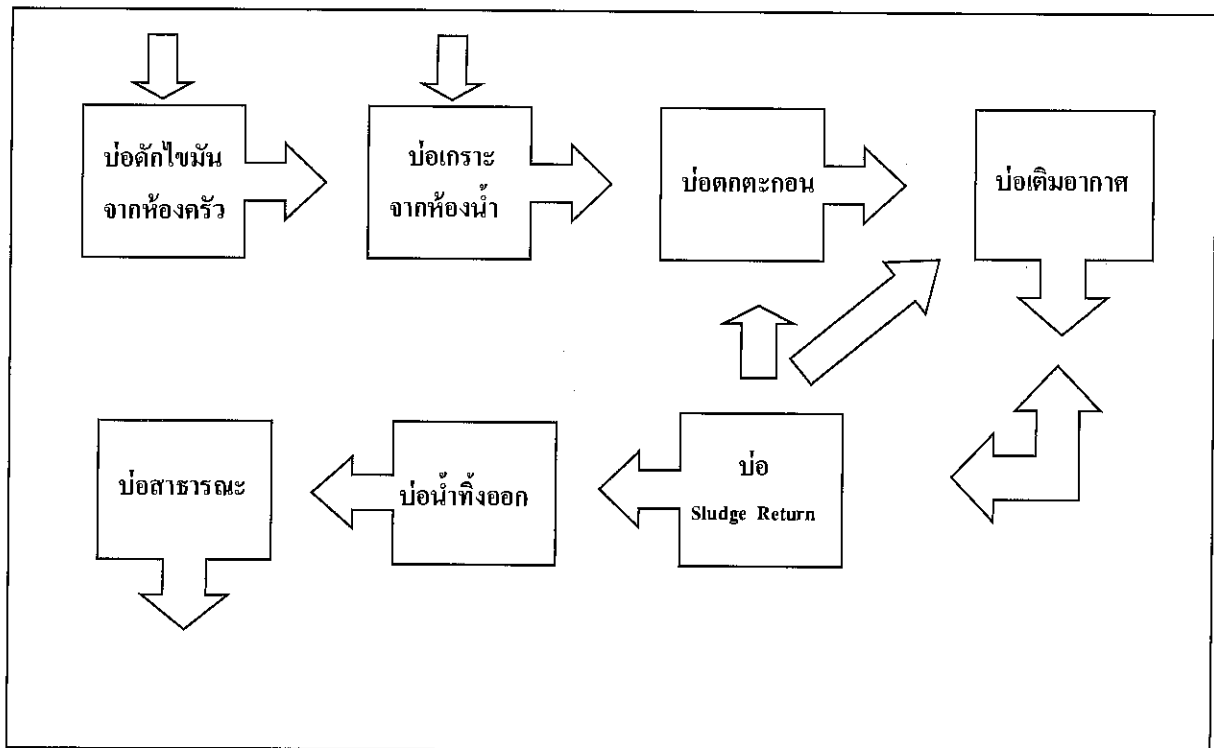 บ่อดักไขมัน
จากห้องครัว
บ่อเกราะ
จากห้องน้ำ
บ่อตกตะกอน
บ่อเติมอากาศ
บ่อสาธารณะ
บ่อน้ำทิ้งออก
บ่อ
Sludge Return